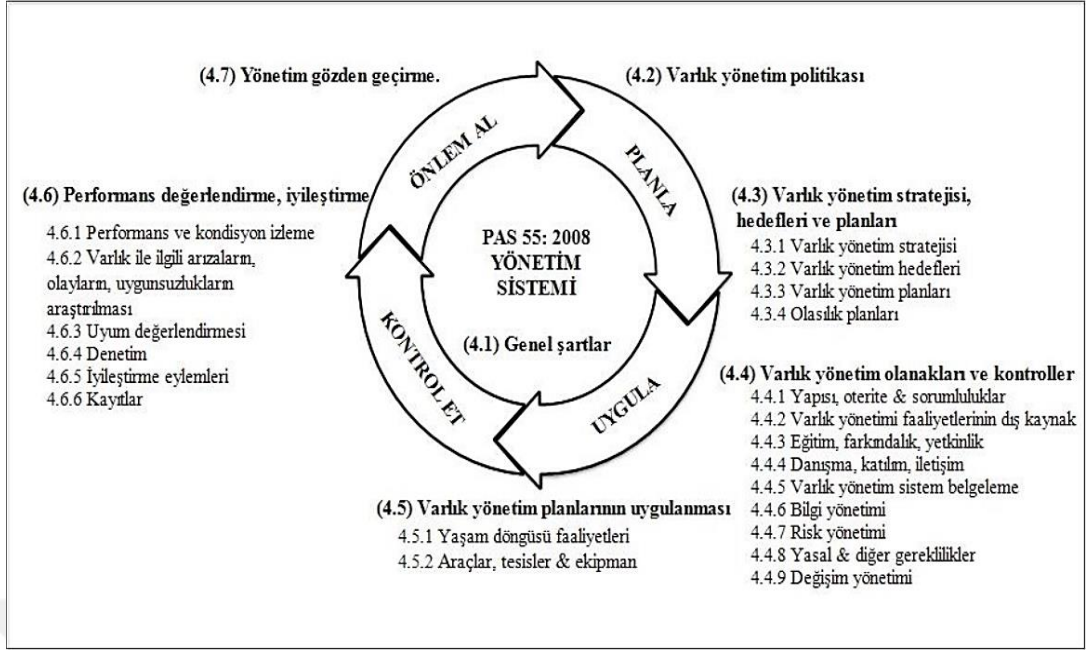 (4.7) Yönetim gözden geçirme.
(4.2) Varlık yönetim politikası
ÖNLEM AL
PLANLA
(4.6) Performans değerlendirme, iyileştirme
4.6.1 Performans ve kondisyon izleme
4.6.2 Varlık ile ilgili arızaların,
olayların, uygunsuzlukların
araştırılması
4.6.3 Uyum değerlendirmesi
4.6.4 Denetim
4.6.5 İyileştirme eylemleri
4.6.6 Kayıtlar
PAS 55: 2008
YÖNETİM
SİSTEMİ
(4.1) Genel şartlar
(4.3) Varlık yönetim stratejisi,
hedefleri ve planları
4.3.1 Varlık yönetim stratejisi
4.3.2 Varlık yönetim hedefleri
4.3.3 Varlık yönetim planları
4.3.4 Olasılık planları
KONTROL ET
UYGULA
(4.4) Varlık yönetim olanakları ve kontroller
4.4.1 Yapısı, oterite & sorumluluklar
4.4.2 Varlık yönetimi faaliyetlerinin dış kaynak
4.4.3 Eğitim, farkındalık, yetkinlik
4.4.4 Danışma, katılım, iletişim
4.4.5 Varlık yönetim sistem belgeleme
4.4.6 Bilgi yönetimi
4.4.7 Risk yönetimi
4.4.8 Yasal & diğer gereklilikler
4.4.9 Değişim yönetimi
(4.5) Varlık yönetim planlarının uygulanması
4.5.1 Yaşam döngüsü faaliyetleri
4.5.2 Araçlar, tesisler & ekipman